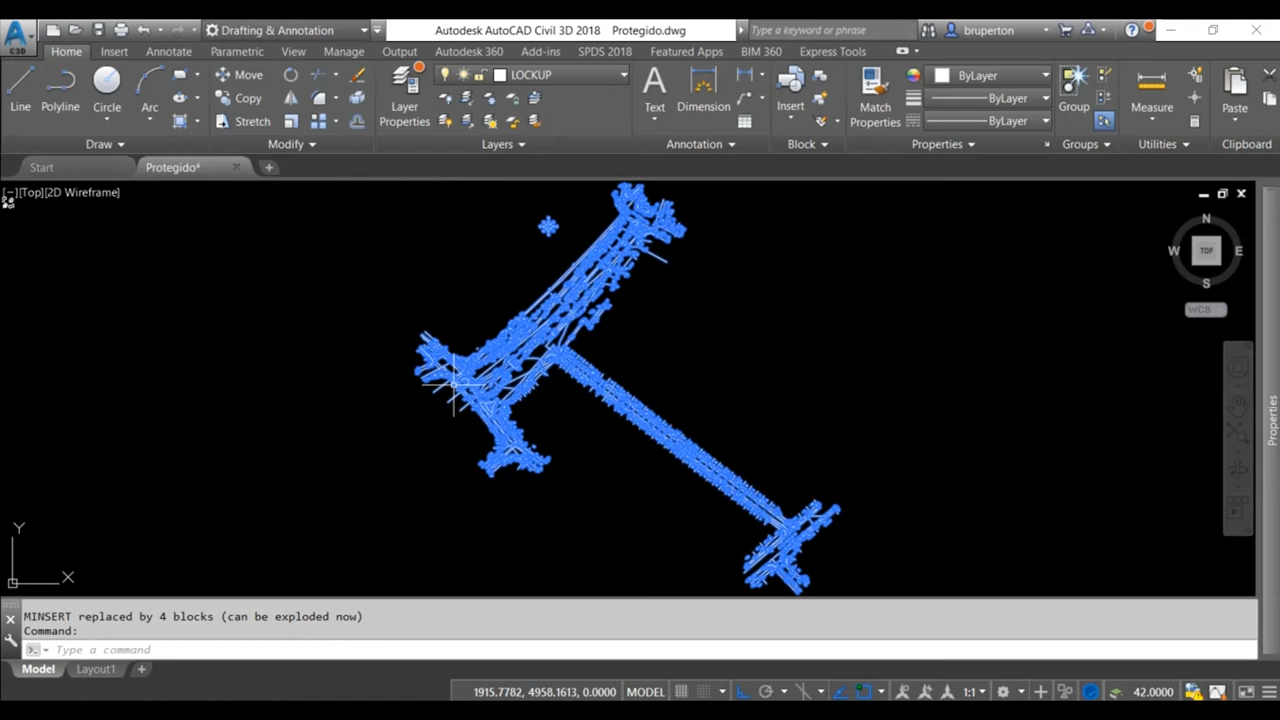 A
C3D
Drafting & Annotation
Autodesk AutoCAD Civil 3D 2018 Protegido.dwg
Type a keyword or phrase
bruperton
?
Home Insert Annotate Parametric View Manage Output Autodesk 360 Add-ins SPDS 2018 Featured Apps BIM 360 Express Tools
Line
Polyline
Circle
Arc
Move
Copy
Stretch
Layer
Properties
LOCKUP
A
Text
Dimension
Insert
Match
Properties
ByLayer
ByLayer
ByLayer
Group
Measure
Paste
Draw Modify Layers Annotation Block Properties Groups Utilities Clipboard
Start Protegido*
[−][Top][2D Wireframe]
N
W TOP E
S
WCS
Properties
Y
X
MINSERT replaced by 4 blocks (can be exploded now)
Command:
Type a command
Model Layout1
1915.7782, 4958.1613, 0.0000 MODEL 1:1 42.0000